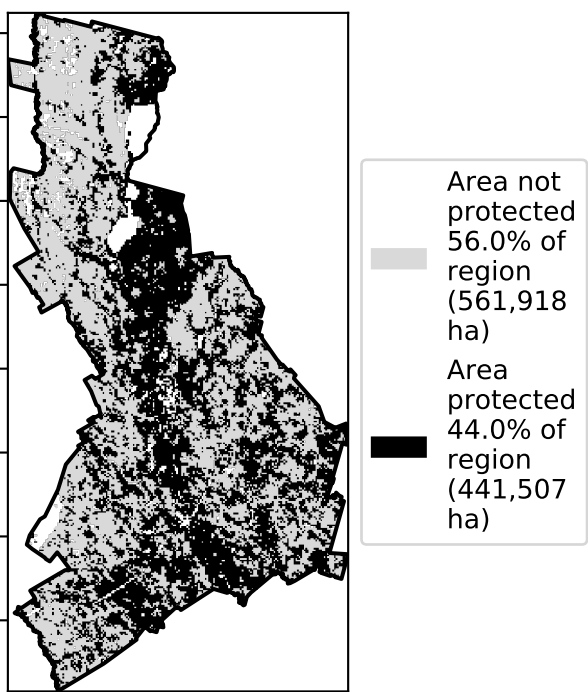 Area not
protected
56.0% of
region
(561,918
ha)
Area
protected
44.0% of
region
(441,507
ha)